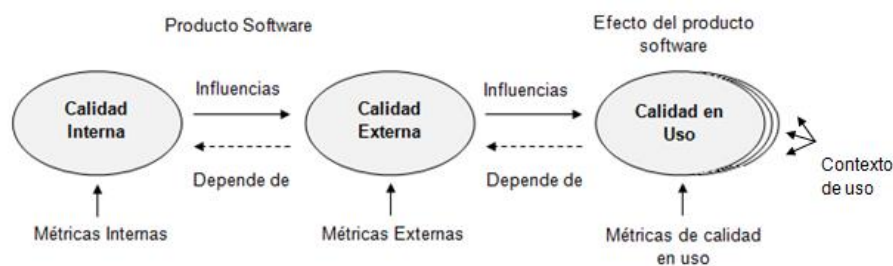 Producto Software
Efecto del producto
software
Calidad
Interna
Influencias
Depende de
Calidad
Externa
Influencias
Depende de
Calidad en
Uso
Contexto
de uso
Métricas Internas
Métricas Externas
Métricas de calidad
en uso